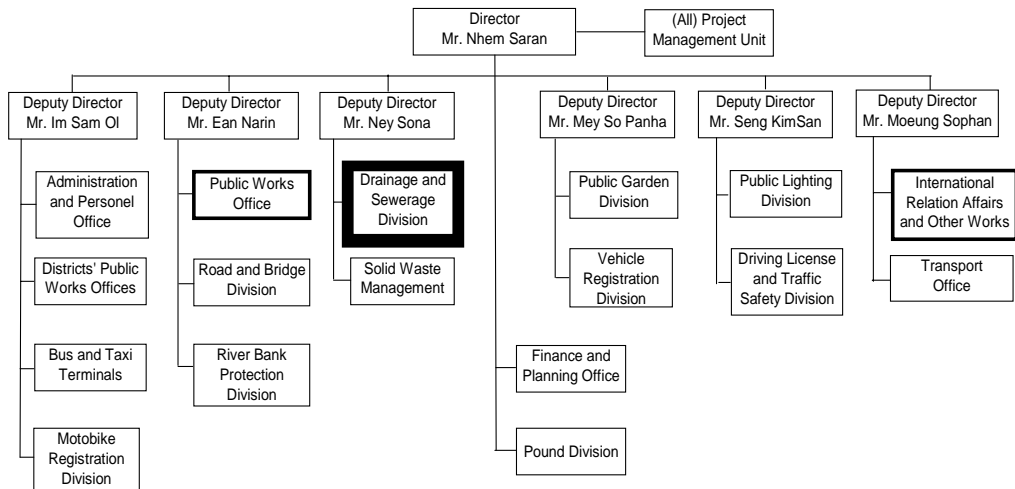 Director
Mr. Nhem Saran
(All) Project
Management Unit
Deputy Director
Mr. Im Sam Ol
Deputy Director
Mr. Ean Narin
Deputy Director
Mr. Ney Sona
Deputy Director
Mr. Mey So Panha
Deputy Director
Mr. Seng KimSan
Deputy Director
Mr. Moeung Sophan
Administration
and Personel
Office
Districts' Public
Works Offices
Bus and Taxi
Terminals
Motobike
Registration
Division
Public Works
Office
Road and Bridge
Division
River Bank
Protection
Division
Drainage and
Sewerage
Division
Solid Waste
Management
Finance and
Planning Office
Pound Division
Public Garden
Division
Vehicle
Registration
Division
Public Lighting
Division
Driving License
and Traffic
Safety Division
International
Relation Affairs
and Other Works
Transport
Office